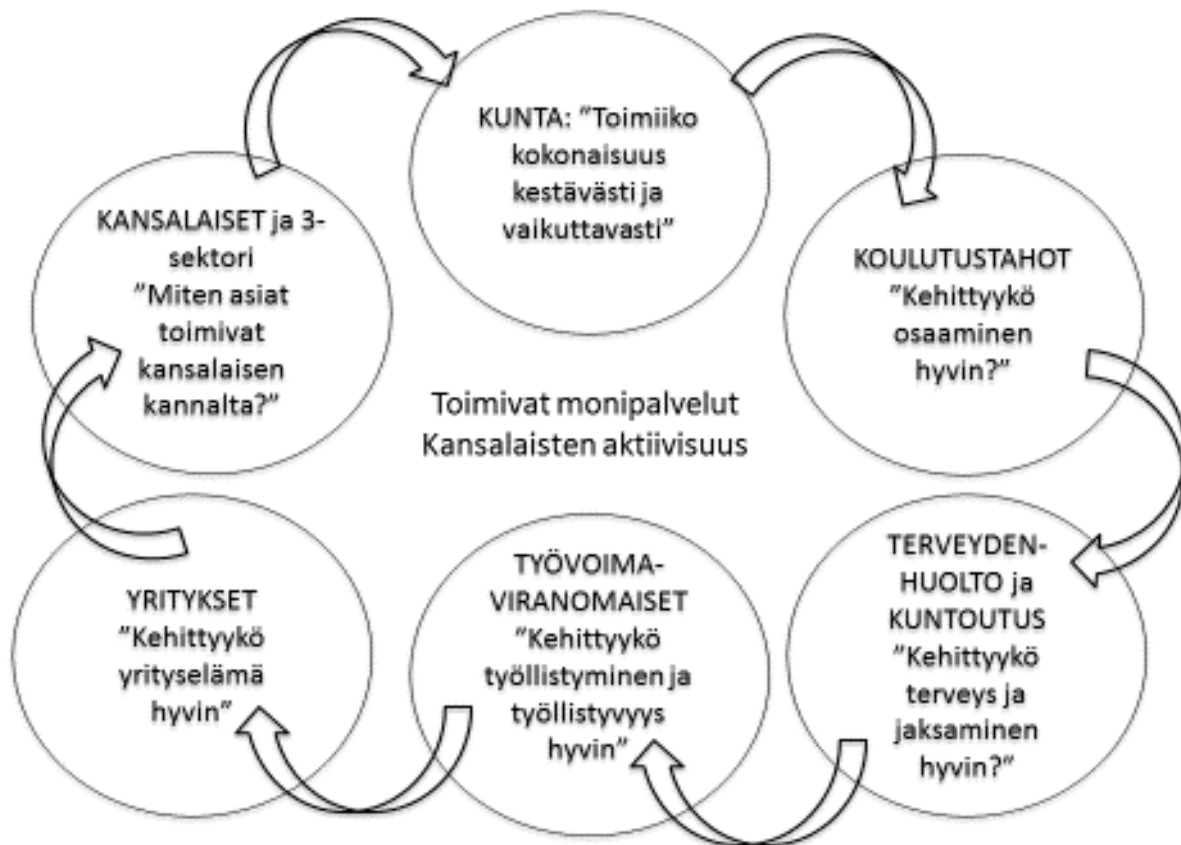 KUNTA: ”Toimiiko
kokonaisuus
kestävästi ja
vaikuttavasti”
KOULUTUSTAHOT
”Kehittyykö
osaaminen
hyvin?”
TERVEYDEN-
HUOLTO ja
KUNTOUTUS
”Kehittyykö
terveys ja
jaksaminen
hyvin?”
TYÖVOIMA-
VIRANOMAISET
”Kehittyykö
työllistyminen ja
työllistyvyys
hyvin”
YRITYKSET
”Kehittyykö
yrityselämä
hyvin”
KANSALAISET ja 3-
sektori
”Miten asiat
toimivat
kansalaisen
kannalta?”
Toimivat monipalvelut
Kansalaisten aktiivisuus